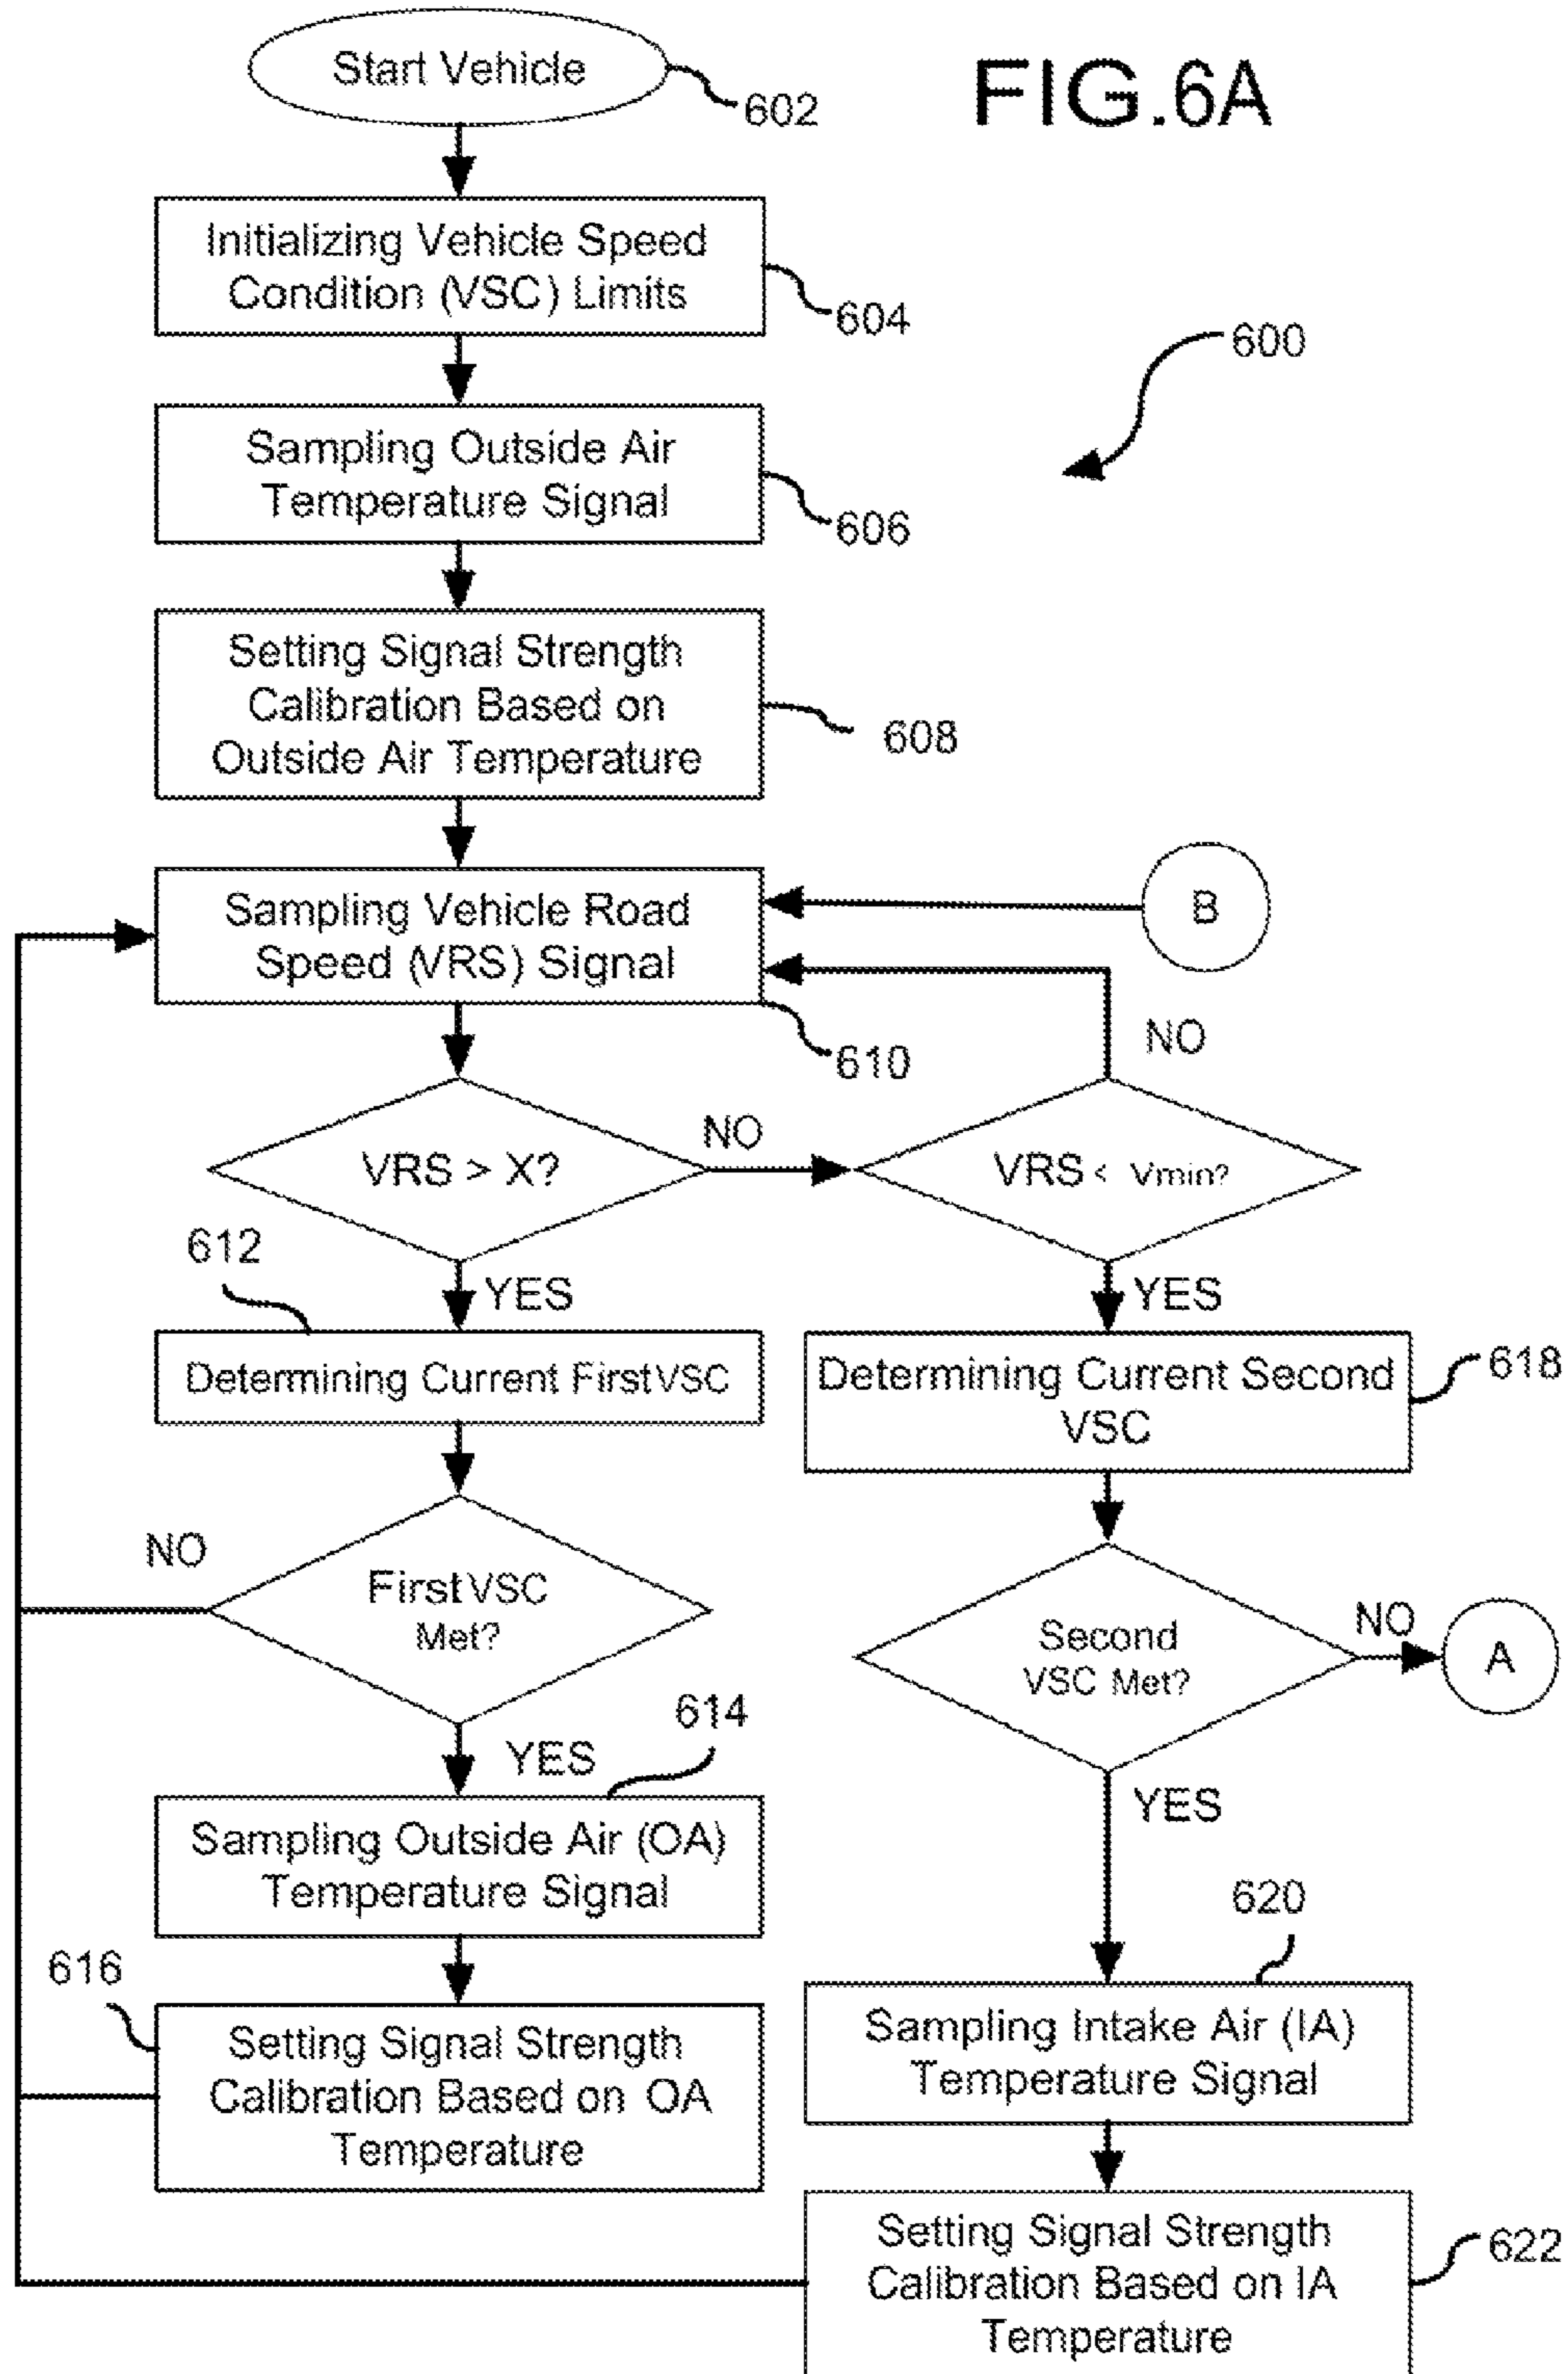 FIG.6A
Start Vehicle
602
Initializing Vehicle Speed
Condition (VSC) Limits
604
600
Sampling Outside Air
Temperature Signal
606
Setting Signal Strength
Calibration Based on
Outside Air Temperature
608
Sampling Vehicle Road
Speed (VRS) Signal
B
610
NO
VRS > X?
NO
VRS < Vmin?
612
YES
YES
Determining Current First VSC
Determining Current Second
VSC
618
NO
First VSC
Met?
Second
VSC Met?
NO
A
614
YES
YES
Sampling Outside Air (OA)
Temperature Signal
620
616
Setting Signal Strength
Calibration Based on OA
Temperature
Sampling Intake Air (IA)
Temperature Signal
Setting Signal Strength
Calibration Based on IA
Temperature
622